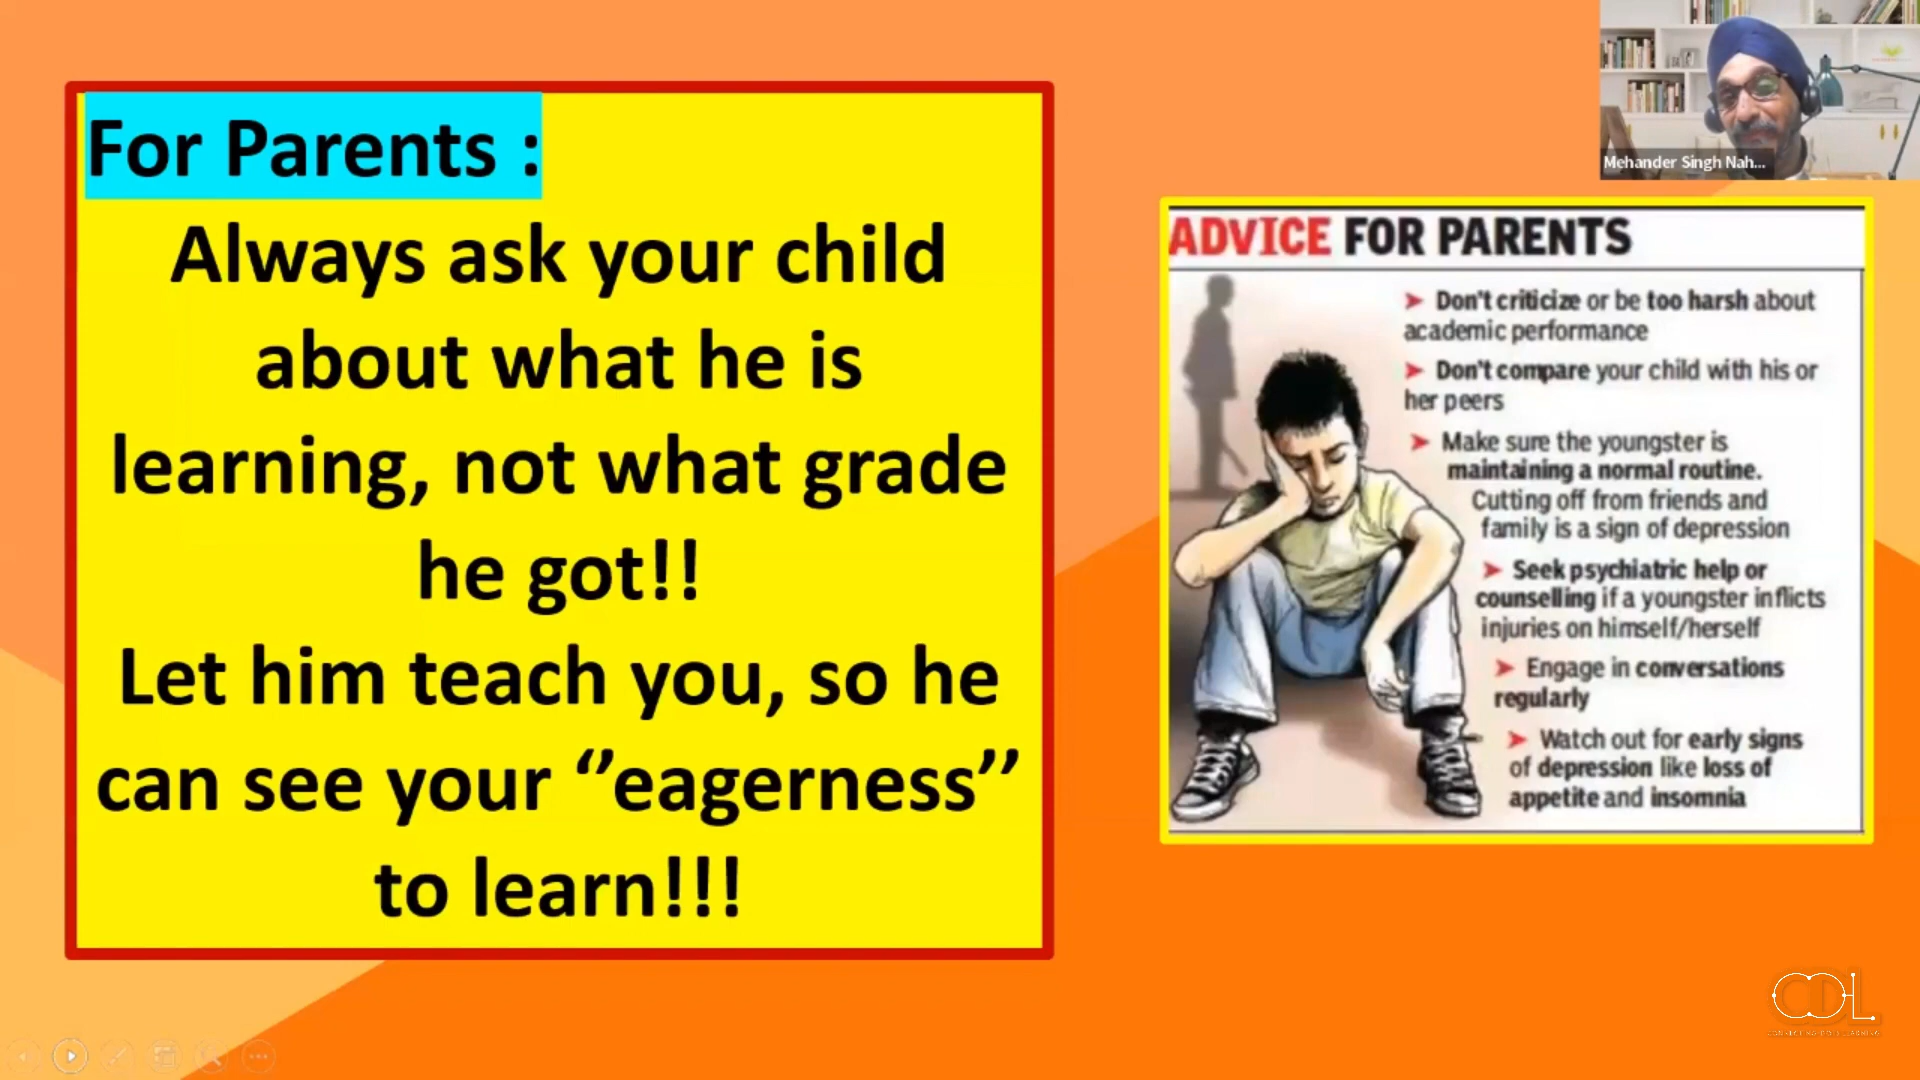 For Parents :
Always ask your child
about what he is
learning, not what grade
he got!!
Let him teach you, so he
can see your ‘’eagerness’’
to learn!!!
Mehander Singh Nah...
ADVICE FOR PARENTS
➤ Don't criticize or be too harsh about
academic performance
➤ Don't compare your child with his or
her peers
➤ Make sure the youngster is
maintaining a normal routine.
Cutting off from friends and
family is a sign of depression
➤ Seek psychiatric help or
counselling if a youngster inflicts
injuries on himself/herself
➤ Engage in conversations
regularly
➤ Watch out for early signs
of depression like loss of
appetite and insomnia
CDL